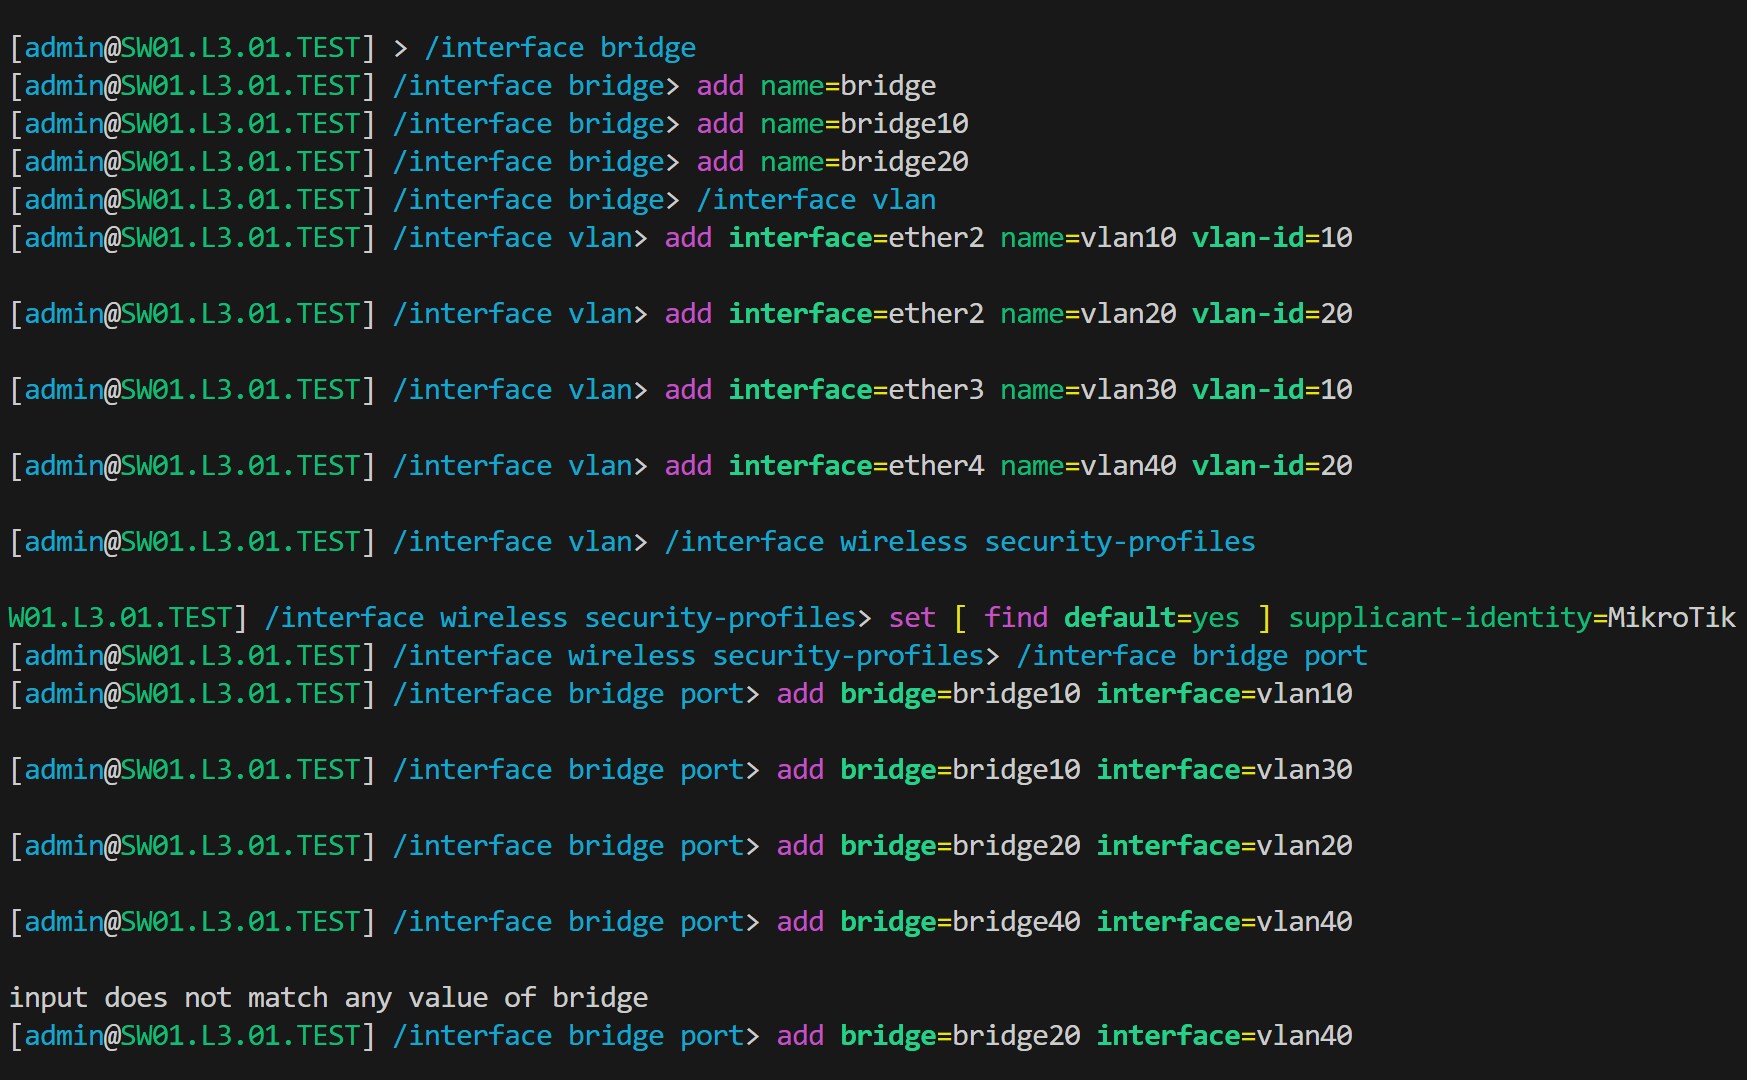 [admin@SW01.L3.01.TEST] > /interface bridge
[admin@SW01.L3.01.TEST] /interface bridge> add name=bridge
[admin@SW01.L3.01.TEST] /interface bridge> add name=bridge10
[admin@SW01.L3.01.TEST] /interface bridge> add name=bridge20
[admin@SW01.L3.01.TEST] /interface bridge> /interface vlan
[admin@SW01.L3.01.TEST] /interface vlan> add interface=ether2 name=vlan10 vlan-id=10
[admin@SW01.L3.01.TEST] /interface vlan> add interface=ether2 name=vlan20 vlan-id=20
[admin@SW01.L3.01.TEST] /interface vlan> add interface=ether3 name=vlan30 vlan-id=10
[admin@SW01.L3.01.TEST] /interface vlan> add interface=ether4 name=vlan40 vlan-id=20
[admin@SW01.L3.01.TEST] /interface vlan> /interface wireless security-profiles
W01.L3.01.TEST] /interface wireless security-profiles> set [ find default=yes ] supplicant-identity=MikroTik
[admin@SW01.L3.01.TEST] /interface wireless security-profiles> /interface bridge port
[admin@SW01.L3.01.TEST] /interface bridge port> add bridge=bridge10 interface=vlan10
[admin@SW01.L3.01.TEST] /interface bridge port> add bridge=bridge10 interface=vlan30
[admin@SW01.L3.01.TEST] /interface bridge port> add bridge=bridge20 interface=vlan20
[admin@SW01.L3.01.TEST] /interface bridge port> add bridge=bridge40 interface=vlan40
input does not match any value of bridge
[admin@SW01.L3.01.TEST] /interface bridge port> add bridge=bridge20 interface=vlan40